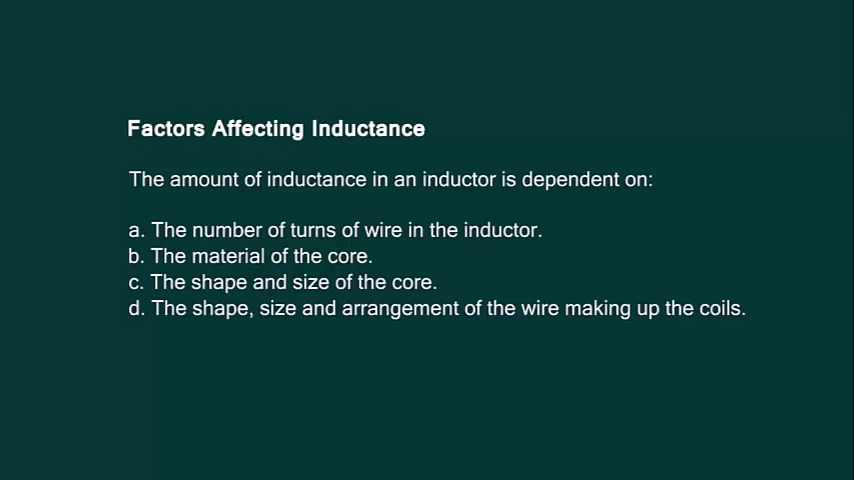 Factors Affecting Inductance
The amount of inductance in an inductor is dependent on:
a. The number of turns of wire in the inductor.
b. The material of the core.
c. The shape and size of the core.
d. The shape, size and arrangement of the wire making up the coils.